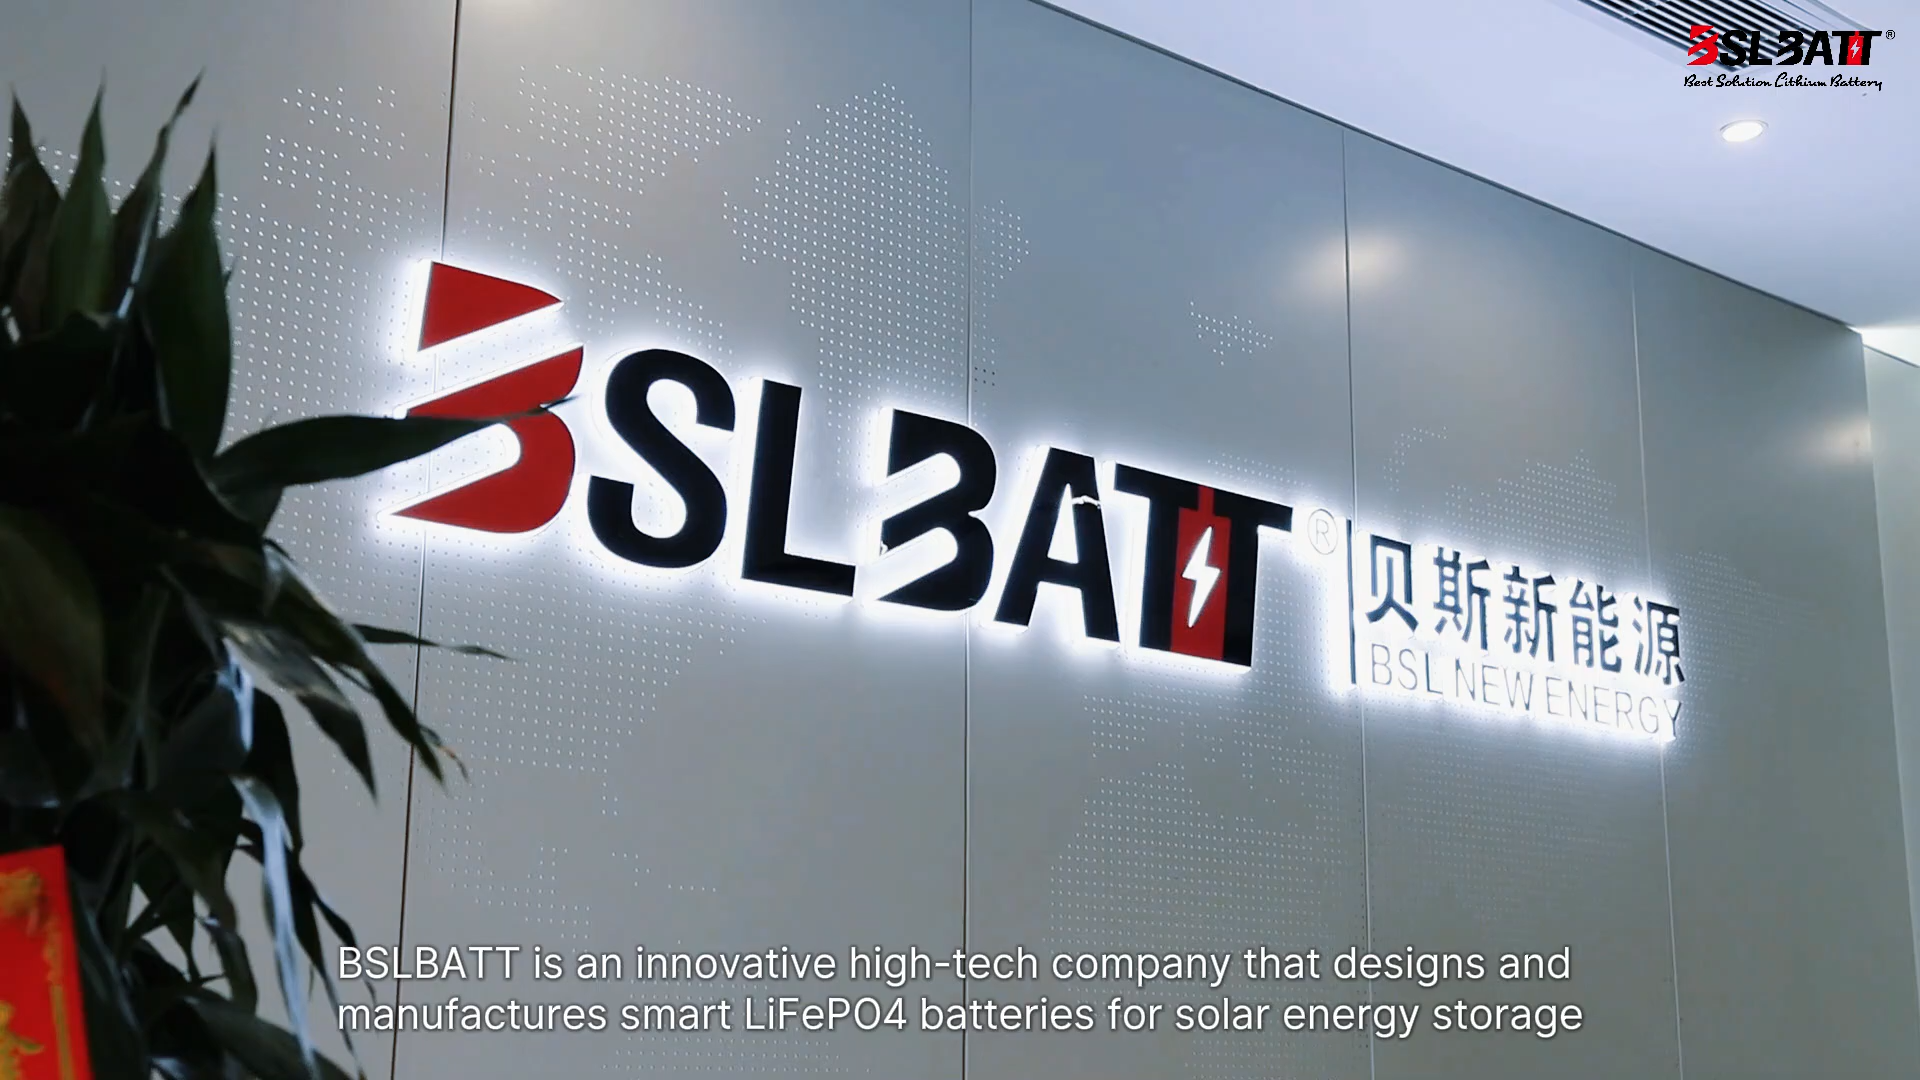 BSLBATT®
Best Solution Lithium Battery
BSLBATT® 贝斯新能源
BSL NEW ENERGY
BSLBATT is an innovative high-tech company that designs and
manufactures smart LiFePO4 batteries for solar energy storage